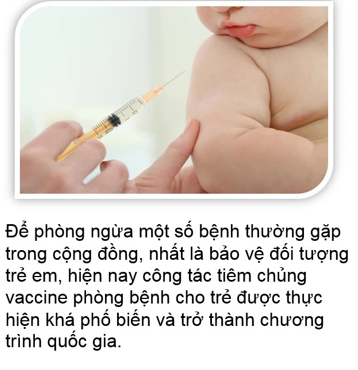 Để phòng ngừa một số bệnh thường gặp
trong cộng đồng, nhất là bảo vệ đối tượng
trẻ em, hiện nay công tác tiêm chủng
vaccine phòng bệnh cho trẻ được thực
hiện khá phổ biến và trở thành chương
trình quốc gia.